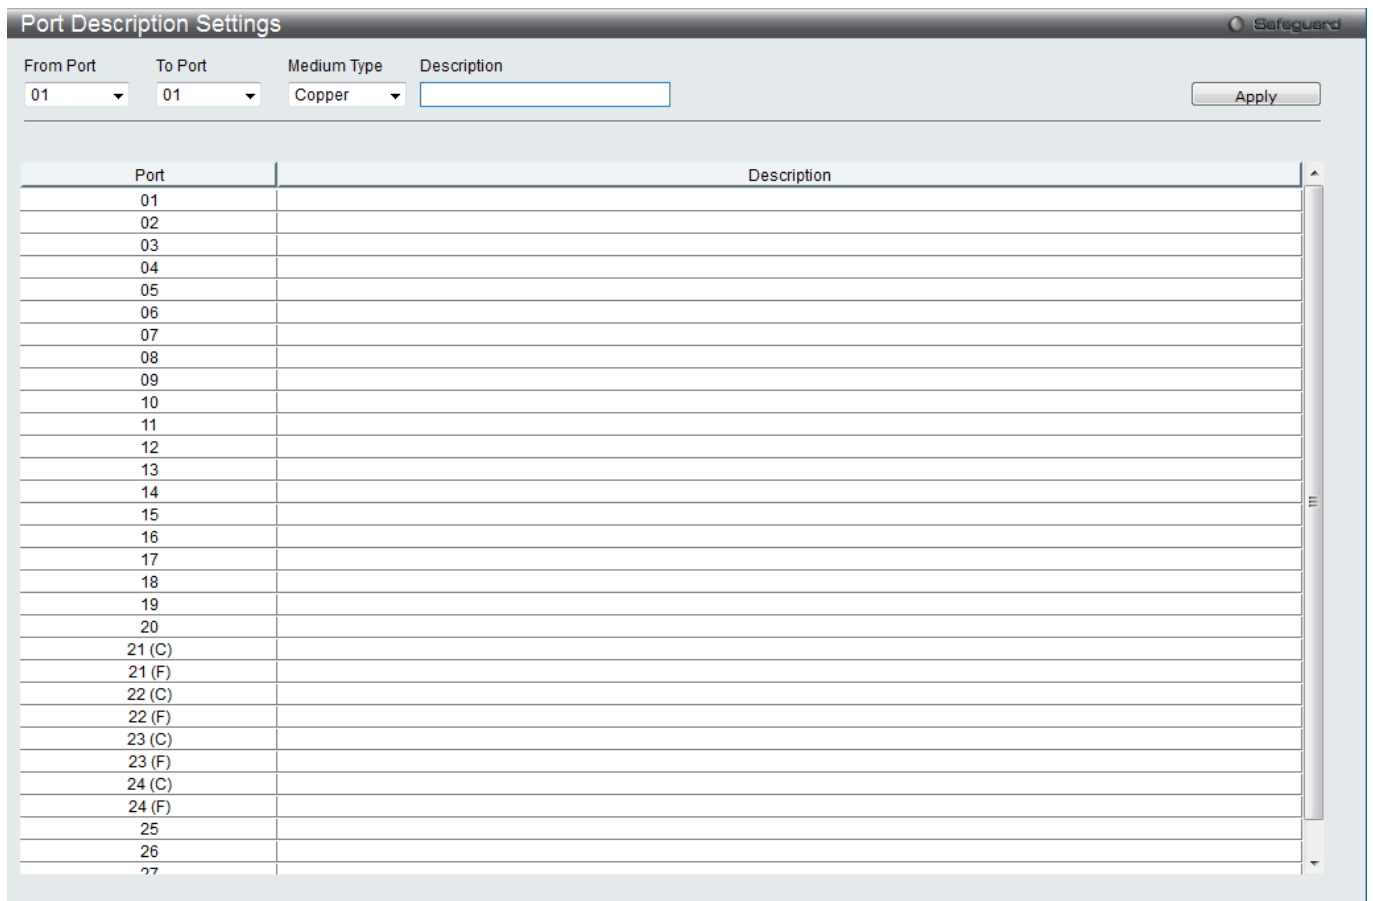 Port Description Settings Safeguard
From Port To Port Medium Type Description
01 01 Copper Apply
Port Description
01
02
03
04
05
06
07
08
09
10
11
12
13
14
15
16
17
18
19
20
21 (C)
21 (F)
22 (C)
22 (F)
23 (C)
23 (F)
24 (C)
24 (F)
25
26
27